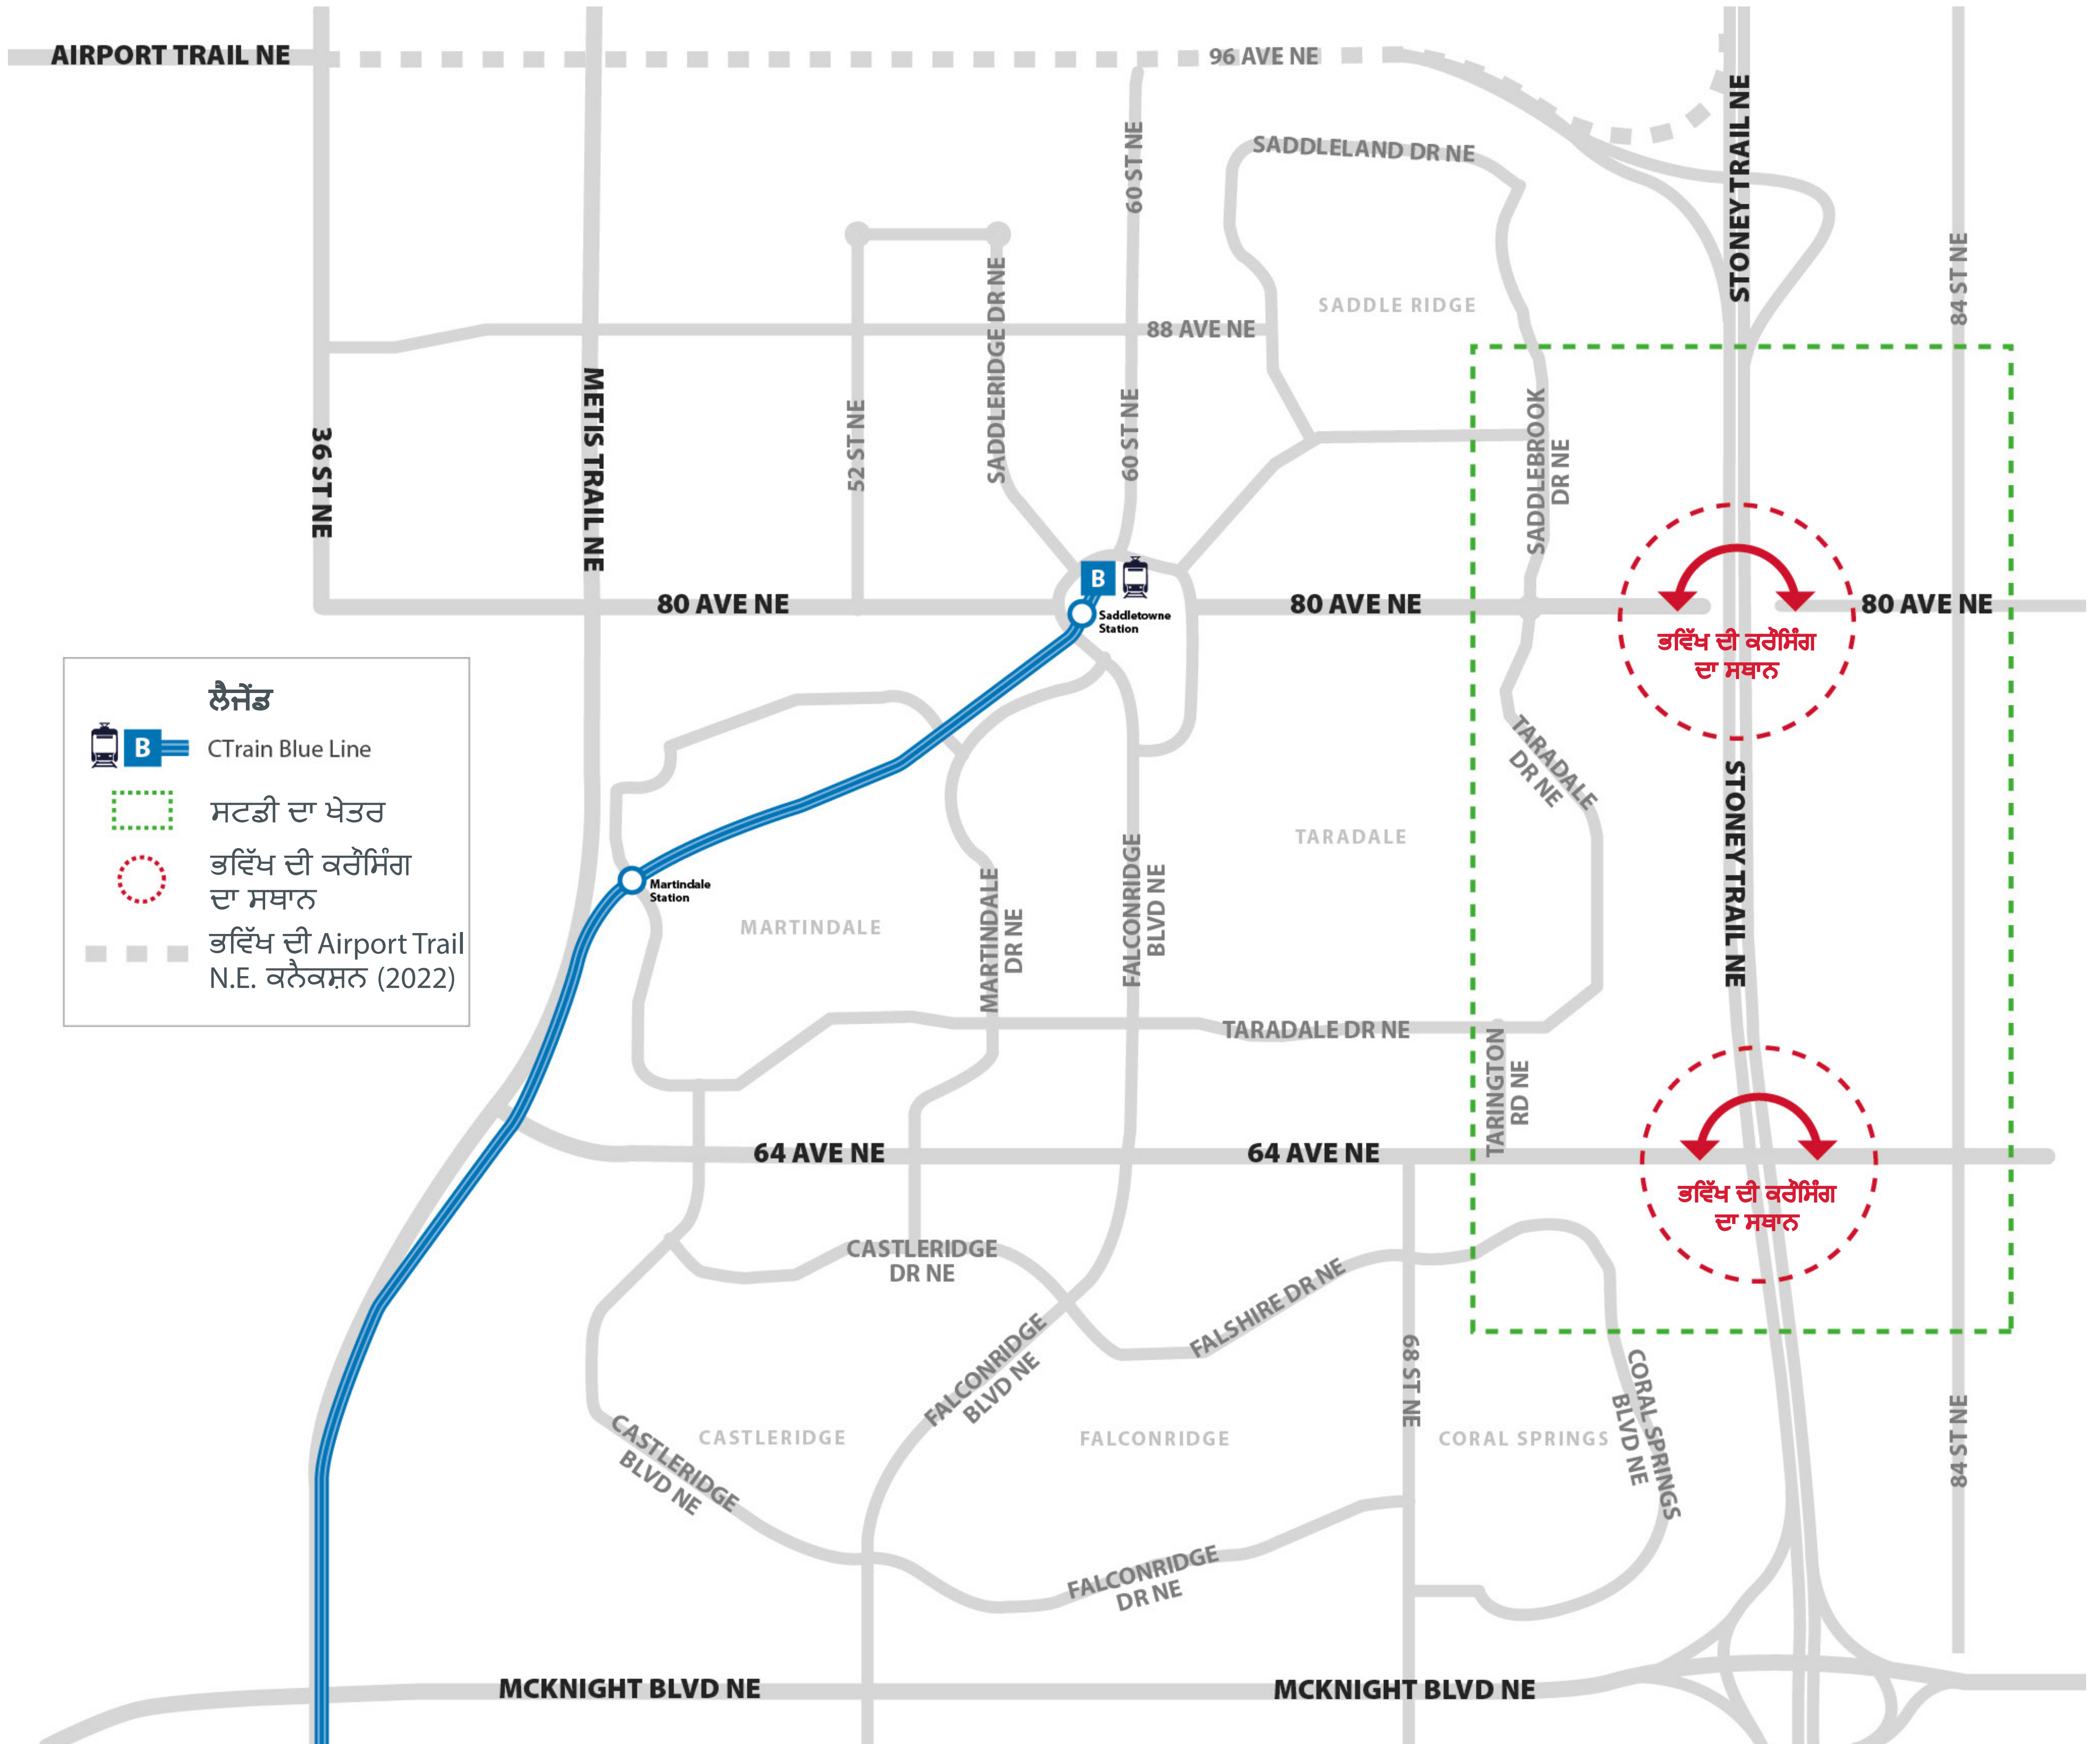 AIRPORT TRAIL NE
96 AVE NE
STONEY TRAIL NE
60 ST NE
SADDLELAND DR NE
84 ST NE
SADDLERIDGE DR NE
SADDLE RIDGE
88 AVE NE
METIS TRAIL NE
36 ST NE
52 ST NE
60 ST NE
SADDLEBROOK
DR NE
B
80 AVE NE
80 AVE NE
80 AVE NE
Saddletowne
Station
ਭਵਿੱਖ ਦੀ ਕਰੌਸਿੰਗ
ਦਾ ਸਥਾਨ
ਲੈਜੇਂਡ
B
CTrain Blue Line
ਸਟਡੀ ਦਾ ਖੇਤਰ
ਭਵਿੱਖ ਦੀ ਕਰੌਸਿੰਗ
ਦਾ ਸਥਾਨ
ਭਵਿੱਖ ਦੀ Airport Trail
N.E. ਕਨੈਕਸ਼ਨ (2022)
TARADALE
DR NE
STONEY TRAIL NE
TARADALE
Martindale
Station
MARTINDALE
MARTINDALE
DR NE
FALCONRIDGE
BLVD NE
TARADALE DR NE
TARINGTON
RD NE
64 AVE NE
64 AVE NE
ਭਵਿੱਖ ਦੀ ਕਰੌਸਿੰਗ
ਦਾ ਸਥਾਨ
CASTLERIDGE
DR NE
FALSHIRE DR NE
FALCONRIDGE
BLVD NE
68 ST NE
CORAL SPRINGS
BLVD NE
84 ST NE
CASTLERIDGE
BLVD NE
CASTLERIDGE
FALCONRIDGE
CORAL SPRINGS
FALCONRIDGE
DR NE
MCKNIGHT BLVD NE
MCKNIGHT BLVD NE